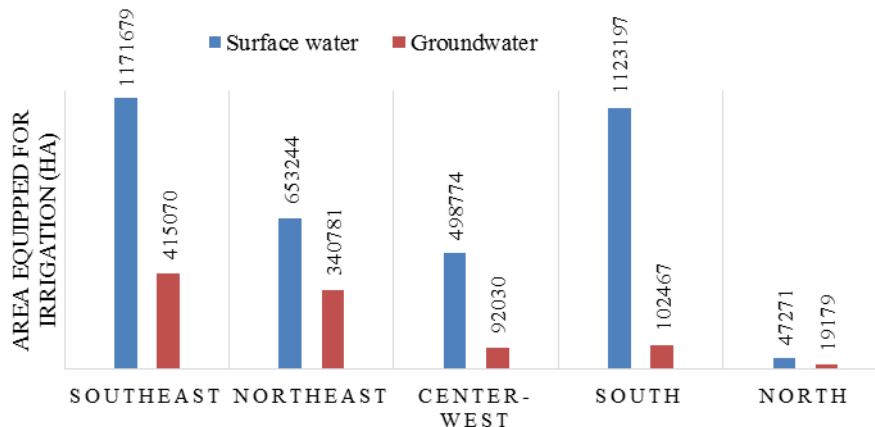 Surface water
Groundwater
AREA EQUIPPED FOR
IRRIGATION (HA)
1171679
415070
653244
340781
498774
92030
1123197
102467
47271
19179
SOUTHEAST
NORTHEAST
CENTER-
WEST
SOUTH
NORTH